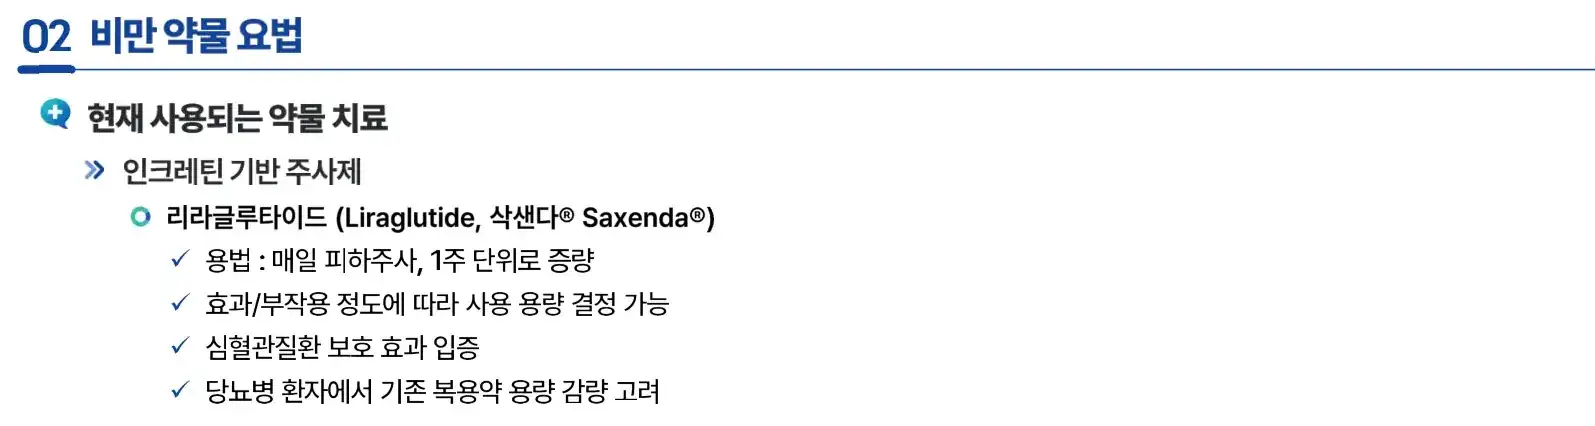 02 비만 약물 요법
현재 사용되는 약물 치료
인크레틴 기반 주사제
리라글루타이드 (Liraglutide, 삭센다® Saxenda®)
용법 : 매일 피하주사, 1주 단위로 증량
효과/부작용 정도에 따라 사용 용량 결정 가능
심혈관질환 보호 효과 입증
당뇨병 환자에서 기존 복용약 용량 감량 고려